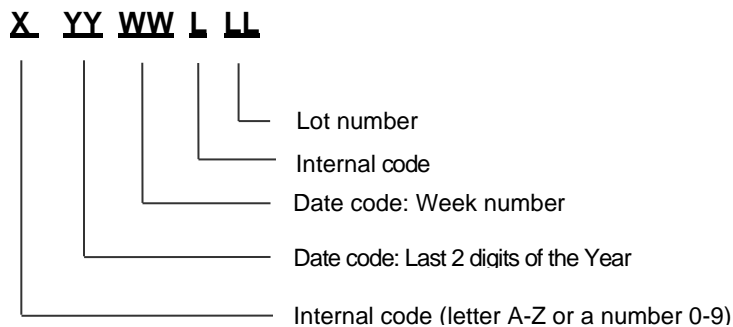 X YY WW L LL
Lot number
Internal code
Date code: Week number
Date code: Last 2 digits of the Year
Internal code (letter A-Z or a number 0-9)